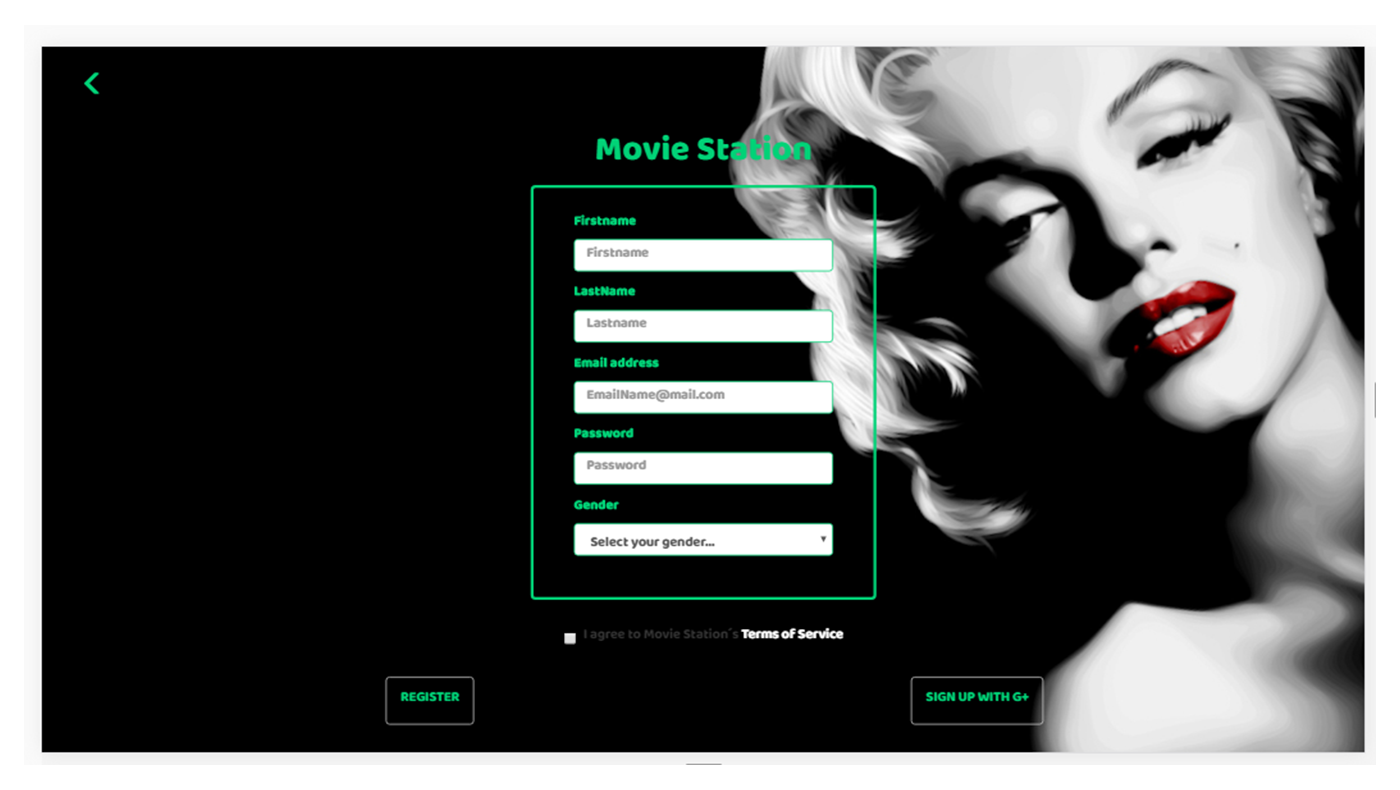 Movie Station
Firstname
Firstname
LastName
Lastname
Email address
EmailName@mail.com
Password
Password
Gender
Select your gender...
I agree to Movie Station´s Terms of Service
REGISTER
SIGN UP WITH G+